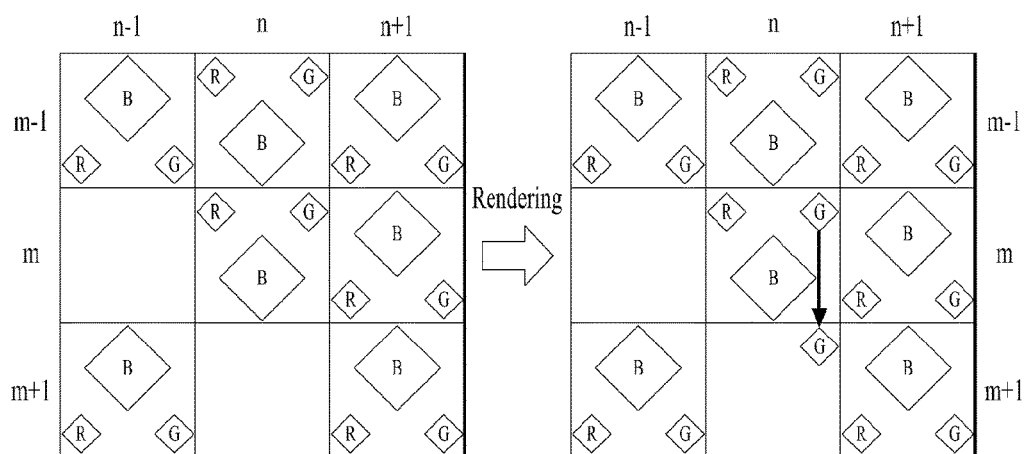 n-1 n n+1 n-1 n n+1
R G R G
B B B B B B
m-1 m-1
R G R G R G R G
R G Rendering R G
B B
m B B m
R G R G
G
B B B B
m+1 m+1
R G R G R G R G